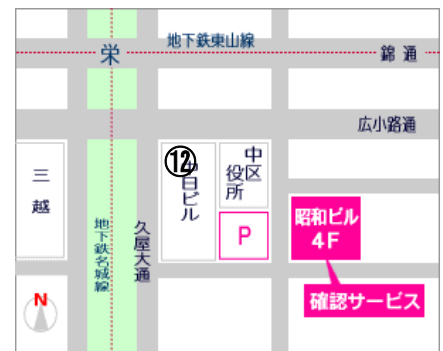 地下鉄東山線
栄
錦通
広小路通
三越
⑫
中日ビル
中区
役所
P
昭和ビル
4F
地下鉄名城線
久屋大通
N
確認サービス